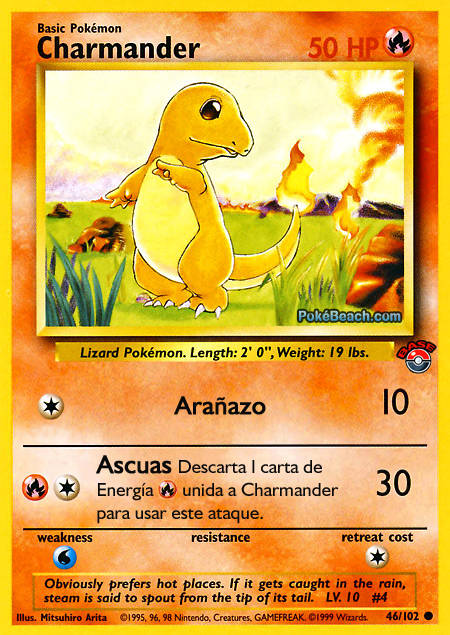 Basic Pokémon
Charmander 50 HP
PokéBeach.com
Lizard Pokémon. Length: 2' 0", Weight: 19 lbs.
BASE
Arañazo 10
Ascuas Descarta 1 carta de
Energía unida a Charmander
para usar este ataque.
30
weakness resistance retreat cost
Obviously prefers hot places. If it gets caught in the rain,
steam is said to spout from the tip of its tail. LV. 10 #4
Illus. Mitsuhiro Arita ©1995, 96, 98 Nintendo, Creatures, GAMEFREAK. ©1999 Wizards. 46/102